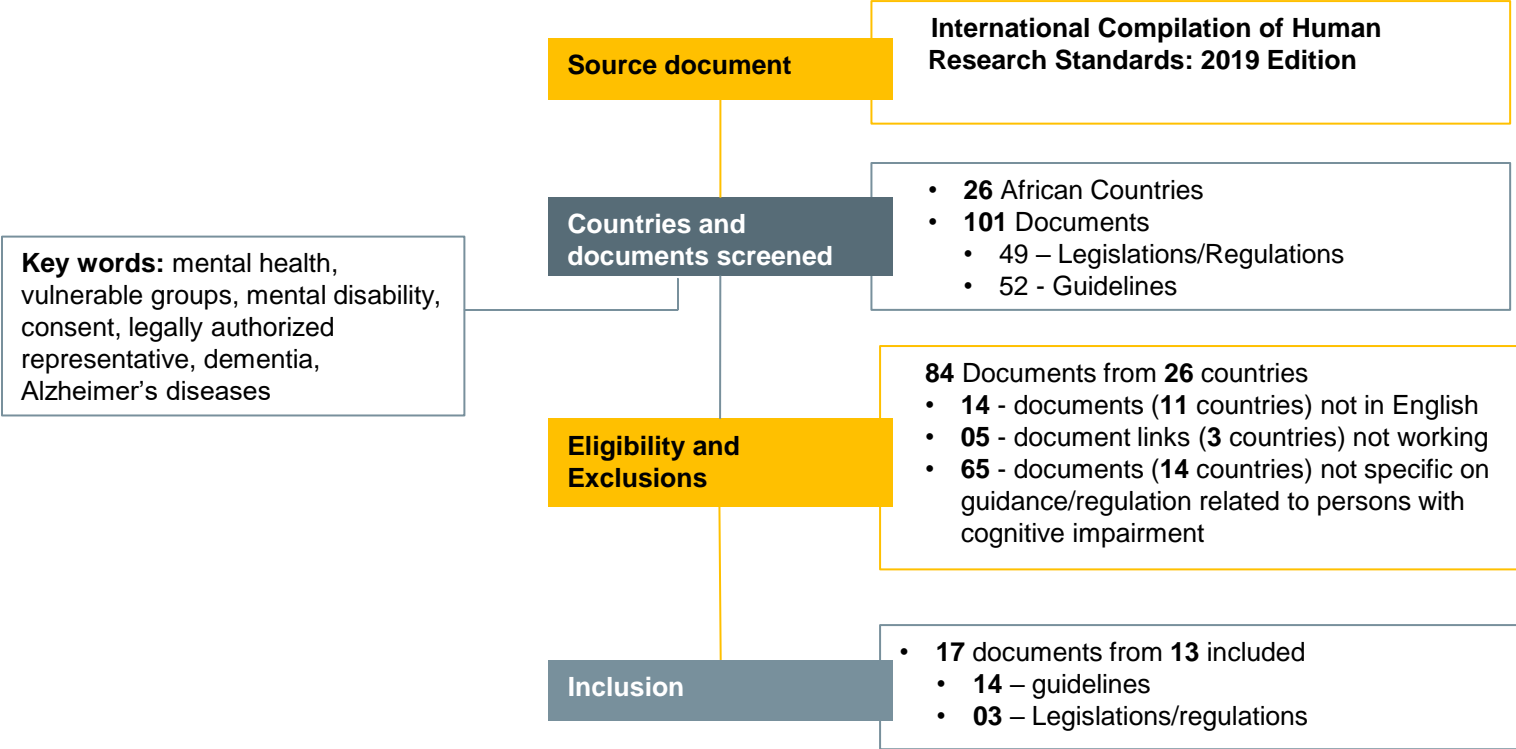 Source document
International Compilation of Human
Research Standards: 2019 Edition
Countries and
documents screened
• 26 African Countries
• 101 Documents
• 49 – Legislations/Regulations
• 52 - Guidelines
Key words: mental health,
vulnerable groups, mental disability,
consent, legally authorized
representative, dementia,
Alzheimer's diseases
Eligibility and
Exclusions
84 Documents from 26 countries
• 14 - documents (11 countries) not in English
• 05 - document links (3 countries) not working
• 65 - documents (14 countries) not specific on
guidance/regulation related to persons with
cognitive impairment
Inclusion
• 17 documents from 13 included
• 14 – guidelines
• 03 – Legislations/regulations